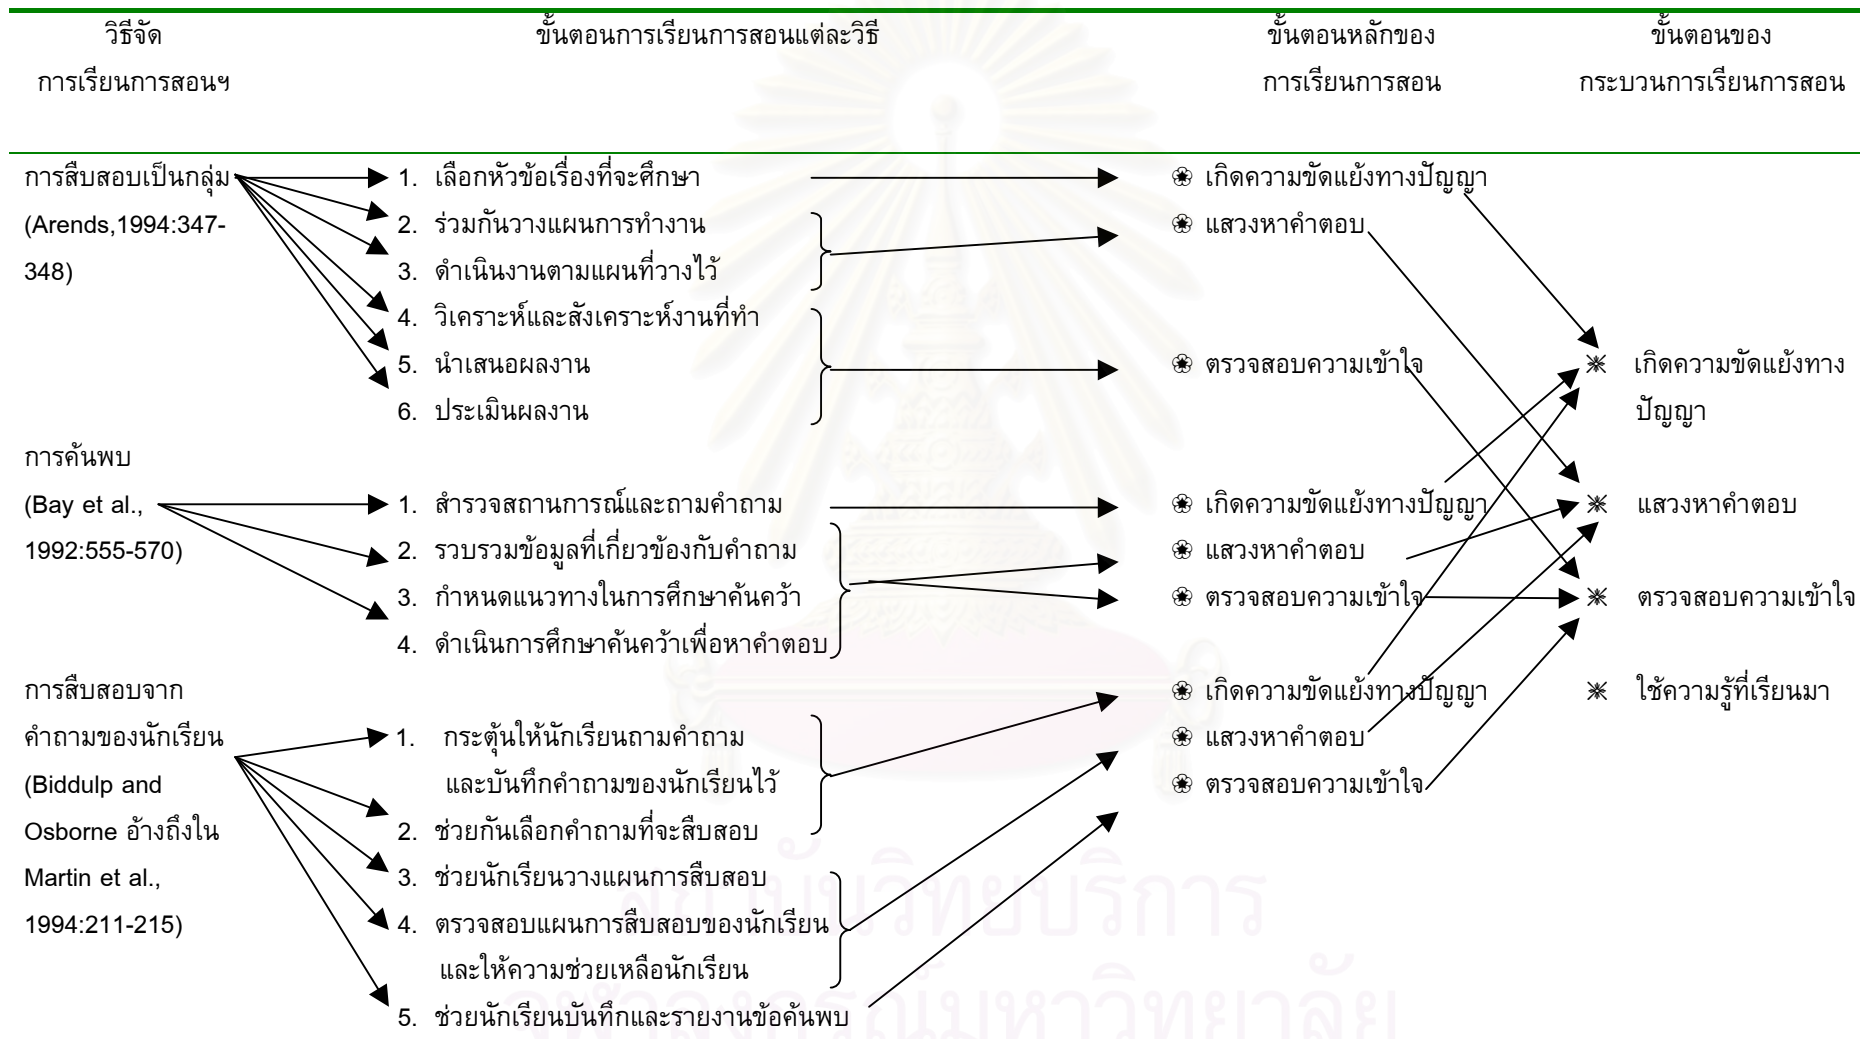 วิธีจัด
การเรียนการสอนฯ
ขั้นตอนการเรียนการสอนแต่ละวิธี
ขั้นตอนหลักของ
การเรียนการสอน
ขั้นตอนของ
กระบวนการเรียนการสอน
การสืบสอบเป็นกลุ่ม
(Arends,1994:347-
348)
1. เลือกหัวข้อเรื่องที่จะศึกษา
2. ร่วมกันวางแผนการทำงาน
3. ดำเนินงานตามแผนที่วางไว้
4. วิเคราะห์และสังเคราะห์งานที่ทำ
5. นำเสนอผลงาน
6. ประเมินผลงาน
เกิดความขัดแย้งทางปัญญา
แสวงหาคำตอบ
ตรวจสอบความเข้าใจ
การค้นพบ
(Bay et al.,
1992:555-570)
1. สำรวจสถานการณ์และถามคำถาม
2. รวบรวมข้อมูลที่เกี่ยวข้องกับคำถาม
3. กำหนดแนวทางในการศึกษาค้นคว้า
4. ดำเนินการศึกษาค้นคว้าเพื่อหาคำตอบ
เกิดความขัดแย้งทางปัญญา
แสวงหาคำตอบ
ตรวจสอบความเข้าใจ
การสืบสอบจาก
คำถามของนักเรียน
(Biddulp and
Osborne อ้างถึงใน
Martin et al.,
1994:211-215)
1. กระตุ้นให้นักเรียนถามคำถาม
และบันทึกคำถามของนักเรียนไว้
2. ช่วยกันเลือกคำถามที่จะสืบสอบ
3. ช่วยนักเรียนวางแผนการสืบสอบ
4. ตรวจสอบแผนการสืบสอบของนักเรียน
และให้ความช่วยเหลือนักเรียน
5. ช่วยนักเรียนบันทึกและรายงานข้อค้นพบ
เกิดความขัดแย้งทางปัญญา
แสวงหาคำตอบ
ตรวจสอบความเข้าใจ
เกิดความขัดแย้งทาง
ปัญญา
แสวงหาคำตอบ
ตรวจสอบความเข้าใจ
ใช้ความรู้ที่เรียนมา
สถาบันวิทยบริการ
จุฬาลงกรณ์มหาวิทยาลัย